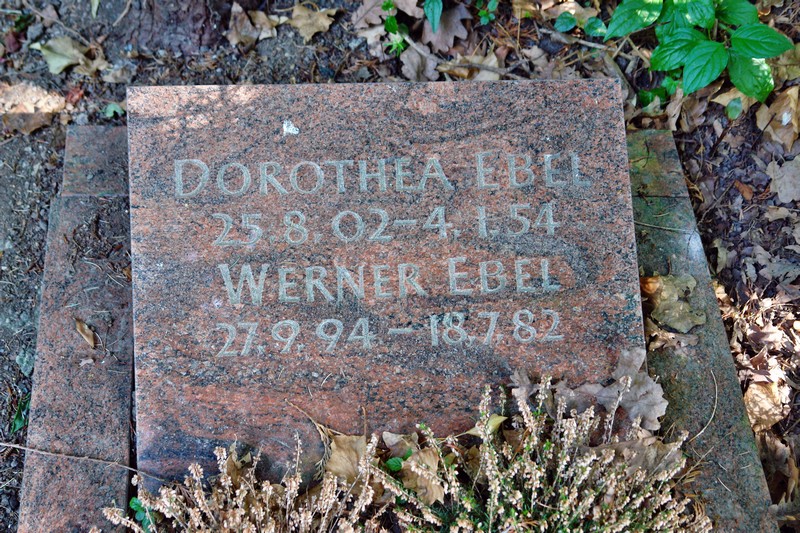 DOROTHEA EBEL
25.8.02-4.1.54
WERNER EBEL
27.9.94-18.7.82